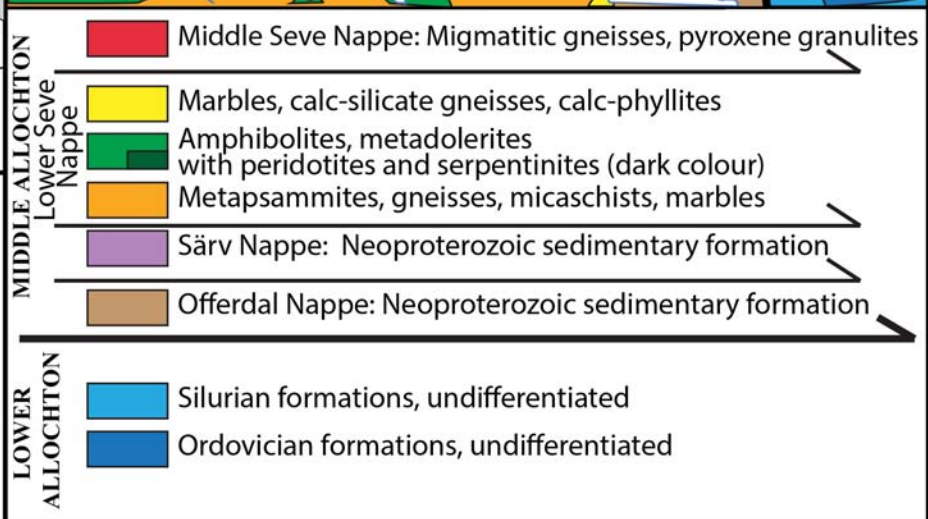 MIDDLE ALLOCHTON
Middle Seve Nappe: Migmatitic gneisses, pyroxene granulites
Lower Seve
Nappe
Marbles, calc-silicate gneisses, calc-phyllites
Amphibolites, metadolerites
with peridotites and serpentinites (dark colour)
Metapsammites, gneisses, micaschists, marbles
Särv Nappe: Neoproterozoic sedimentary formation
Offerdal Nappe: Neoproterozoic sedimentary formation
LOWER
ALLOCHTON
Silurian formations, undifferentiated
Ordovician formations, undifferentiated